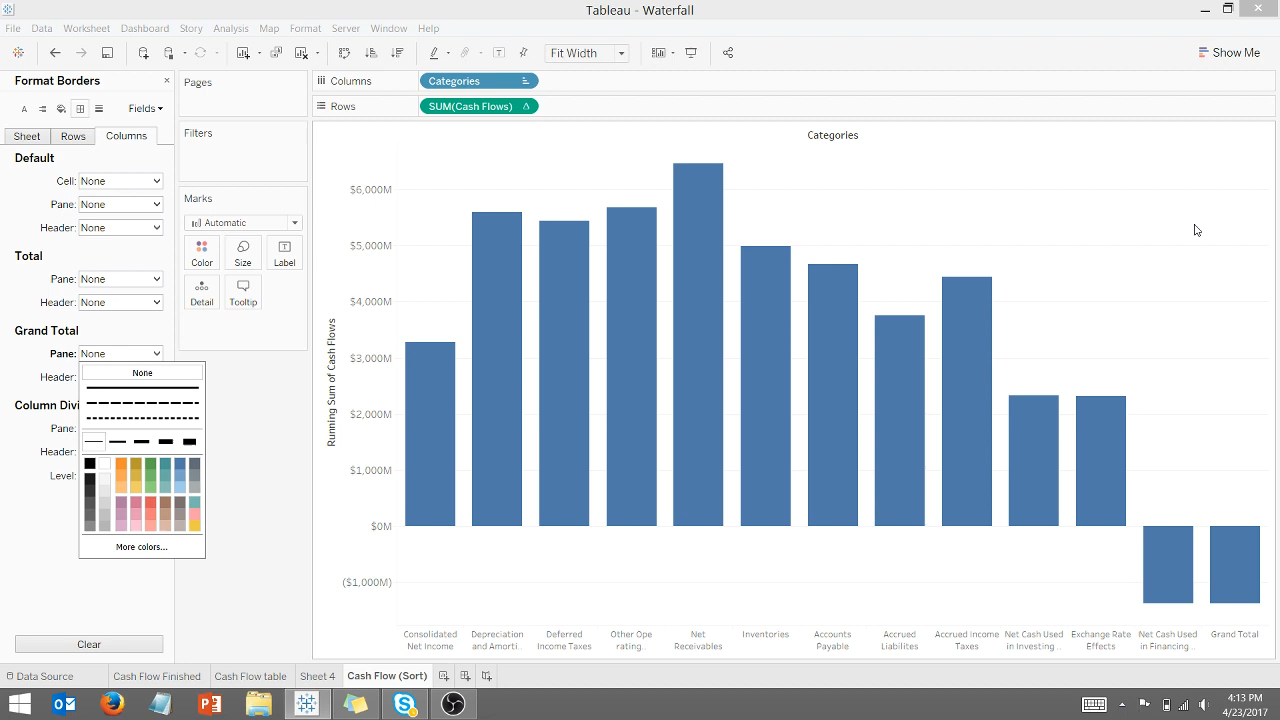 Tableau - Waterfall
File Data Worksheet Dashboard Story Analysis Map Format Server Window Help
Fit Width
Show Me
Format Borders
Fields
Sheet Rows Columns
Default
Cell: None
Pane: None
Header: None
Total
Pane: None
Header: None
Grand Total
Pane: None
None
Header:
Column Divi
Pane:
Header:
Level:
More colors...
Clear
Pages
Filters
Marks
Automatic
Color Size Label
Detail Tooltip
Columns Categories
Rows SUM(Cash Flows) Δ
Categories
Running Sum of Cash Flows
$6,000M
$5,000M
$4,000M
$3,000M
$2,000M
$1,000M
$0M
($1,000M)
Consolidated Depreciation Deferred Other Ope Net Inventories Accounts Accrued Accrued Income Net Cash Used Exchange Rate Net Cash Used Grand Total
Net Income and Amorti.. Income Taxes rating.. Receivables Payable Liabilites Taxes in Investing .. Effects in Financing ..
Data Source Cash Flow Finished Cash Flow table Sheet 4 Cash Flow (Sort)
4:13 PM
4/23/2017